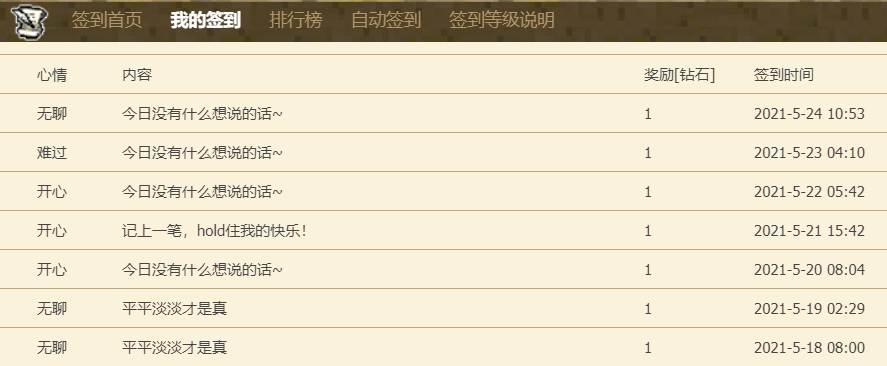 签到首页 我的签到 排行榜 自动签到 签到等级说明
心情 内容 奖励[钻石] 签到时间
无聊 今日没有什么想说的话~ 1 2021-5-24 10:53
难过 今日没有什么想说的话~ 1 2021-5-23 04:10
开心 今日没有什么想说的话~ 1 2021-5-22 05:42
开心 记上一笔，hold住我的快乐！ 1 2021-5-21 15:42
开心 今日没有什么想说的话~ 1 2021-5-20 08:04
无聊 平平淡淡才是真 1 2021-5-19 02:29
无聊 平平淡淡才是真 1 2021-5-18 08:00